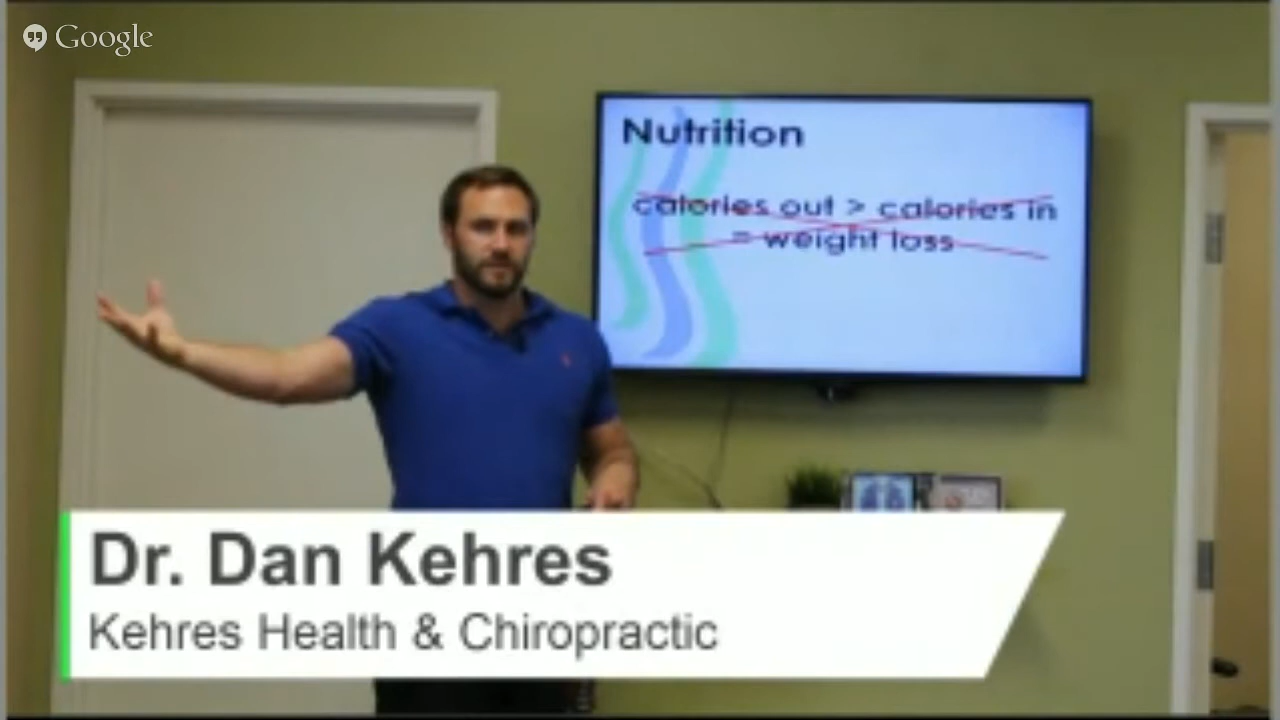 Google
Nutrition
calories out > calories in
= weight loss
Dr. Dan Kehres
Kehres Health & Chiropractic